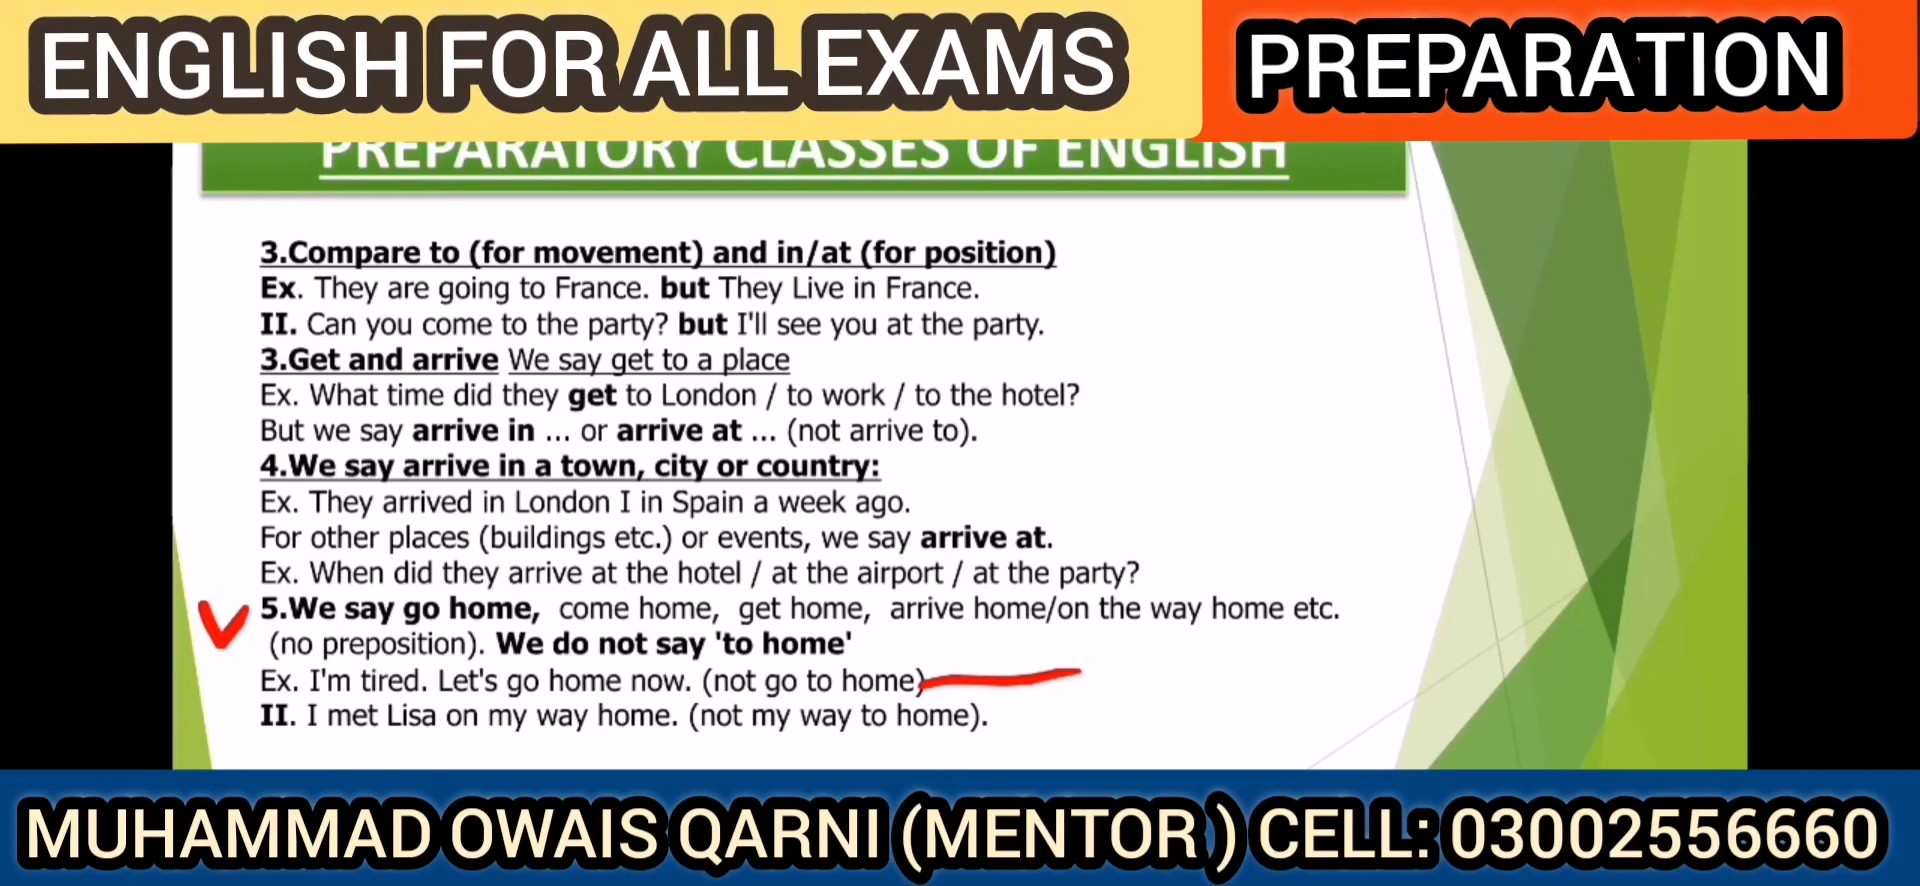 ENGLISH FOR ALL EXAMS PREPARATION
PREPARATORY CLASSES OF ENGLISH
3.Compare to (for movement) and in/at (for position)
Ex. They are going to France. but They Live in France.
II. Can you come to the party? but I'll see you at the party.
3.Get and arrive We say get to a place
Ex. What time did they get to London / to work / to the hotel?
But we say arrive in ... or arrive at ... (not arrive to).
4.We say arrive in a town, city or country:
Ex. They arrived in London I in Spain a week ago.
For other places (buildings etc.) or events, we say arrive at.
Ex. When did they arrive at the hotel / at the airport / at the party?
5.We say go home, come home, get home, arrive home/on the way home etc.
(no preposition). We do not say 'to home'
Ex. I'm tired. Let's go home now. (not go to home)
II. I met Lisa on my way home. (not my way to home).
MUHAMMAD OWAIS QARNI (MENTOR ) CELL: 03002556660